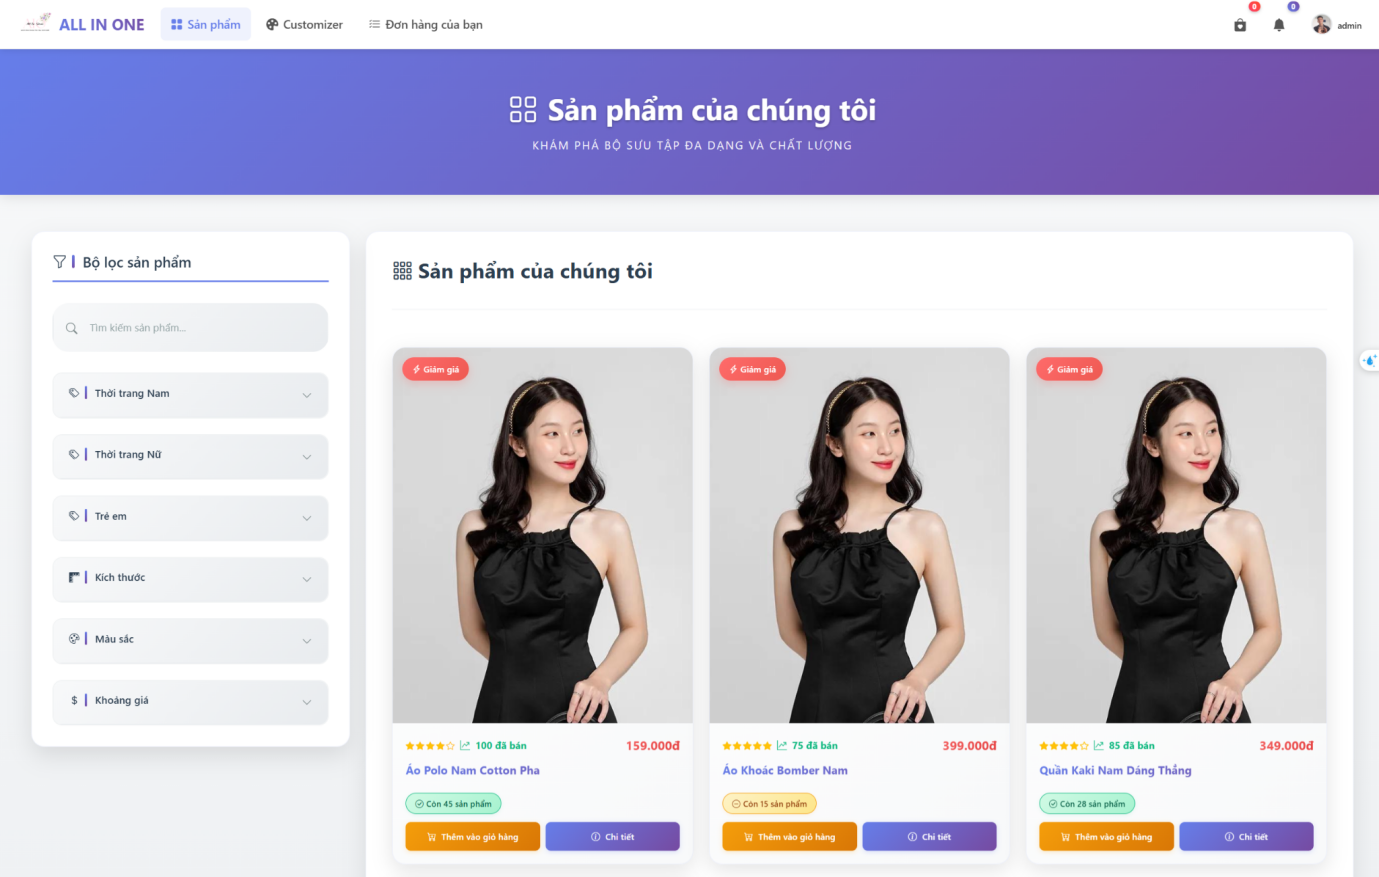 ALL IN ONE
Sản phẩm
Customizer
Đơn hàng của bạn
0
0
admin
Sản phẩm của chúng tôi
KHÁM PHÁ BỘ SƯU TẬP ĐA DẠNG VÀ CHẤT LƯỢNG
Bộ lọc sản phẩm
Tìm kiếm sản phẩm...
Thời trang Nam
Thời trang Nữ
Trẻ em
Kích thước
Màu sắc
Khoảng giá
Sản phẩm của chúng tôi
Giảm giá
100 đã bán
159.000đ
Áo Polo Nam Cotton Pha
Còn 45 sản phẩm
Thêm vào giỏ hàng
Chi tiết
Giảm giá
75 đã bán
399.000đ
Áo Khoác Bomber Nam
Còn 15 sản phẩm
Thêm vào giỏ hàng
Chi tiết
Giảm giá
85 đã bán
349.000đ
Quần Kaki Nam Dáng Thẳng
Còn 28 sản phẩm
Thêm vào giỏ hàng
Chi tiết